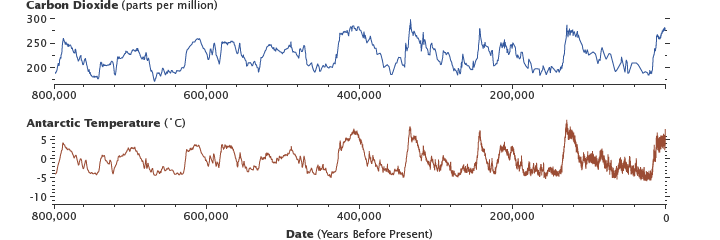 Carbon Dioxide (parts per million)
300
250
200
800,000 600,000 400,000 200,000
Antarctic Temperature (˚C)
5
0
-5
-10
800,000 600,000 400,000 200,000 0
Date (Years Before Present)